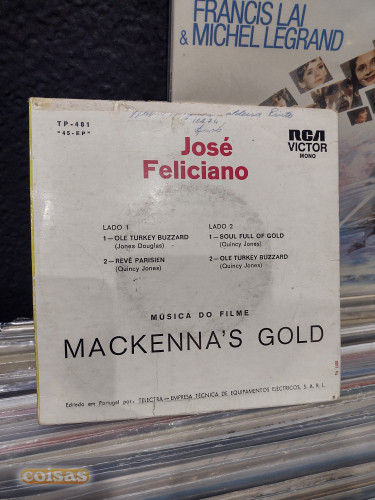 FRANCIS LAI
& MICHEL LEGRAND
TP-481
"45-EP"
José
Feliciano
RCA
VICTOR
MONO
LADO 1
1—OLE TURKEY BUZZARD
(Jones Douglas)
2—REVÊ PARISIEN
(Quincy Jones)
LADO 2
1—SOUL FULL OF GOLD
(Quincy Jones)
2—OLE TURKEY BUZZARD
(Quincy Jones)
MÚSICA DO FILME
MACKENNA'S GOLD
Editado em Portugal por: TELECTRA—EMPRESA TÉCNICA DE EQUIPAMENTOS ELÉCTRICOS, S. A. R. L.
coisas